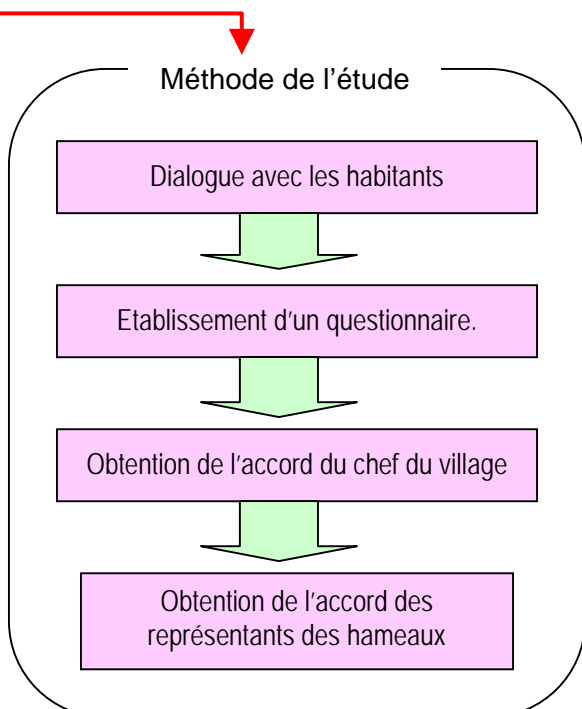 Méthode de l'étude
Dialogue avec les habitants
Etablissement d'un questionnaire.
Obtention de l'accord du chef du village
Obtention de l'accord des
représentants des hameaux